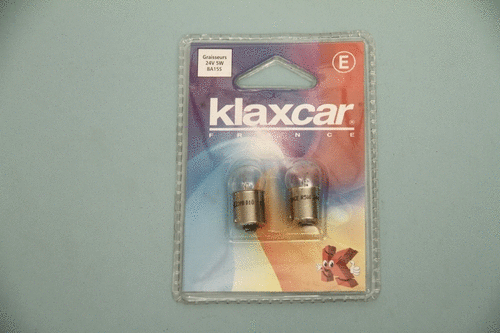 Graisseurs
24V 5W
BA15S
E
klaxcar
FRANCE